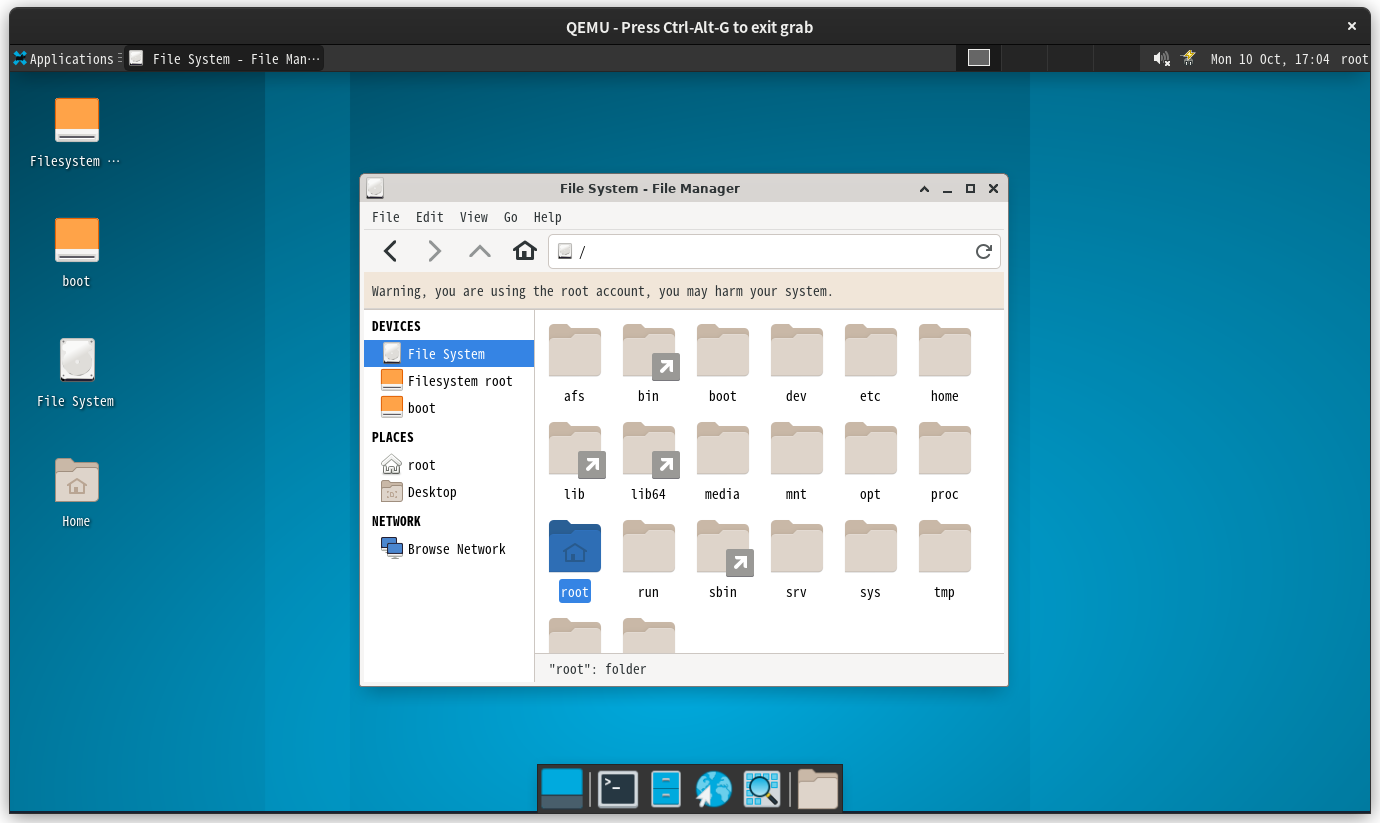 QEMU - Press Ctrl-Alt-G to exit grab
Applications File System - File Man··· Mon 10 Oct, 17:04 root
Filesystem ···
boot
File System
Home
File System - File Manager
File Edit View Go Help
/
Warning, you are using the root account, you may harm your system.
DEVICES
File System
Filesystem root
boot
PLACES
root
Desktop
NETWORK
Browse Network
afs bin boot dev etc home
lib lib64 media mnt opt proc
root run sbin srv sys tmp
"root": folder